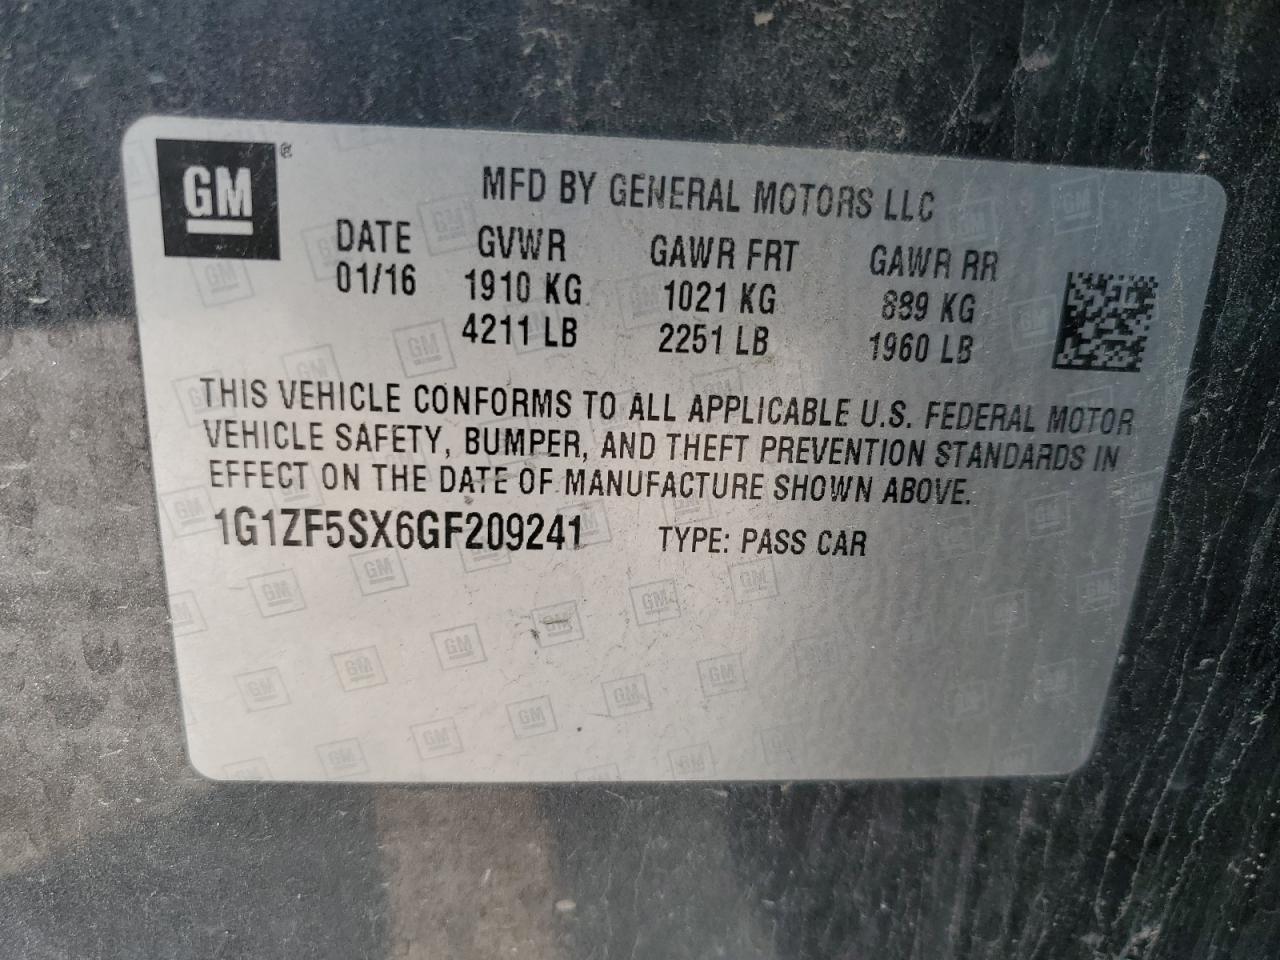 GM ®
MFD BY GENERAL MOTORS LLC
DATE GVWR GAWR FRT GAWR RR
01/16 1910 KG 1021 KG 889 KG
4211 LB 2251 LB 1960 LB
THIS VEHICLE CONFORMS TO ALL APPLICABLE U.S. FEDERAL MOTOR
VEHICLE SAFETY, BUMPER, AND THEFT PREVENTION STANDARDS IN
EFFECT ON THE DATE OF MANUFACTURE SHOWN ABOVE.
1G1ZF5SX6GF209241 TYPE: PASS CAR